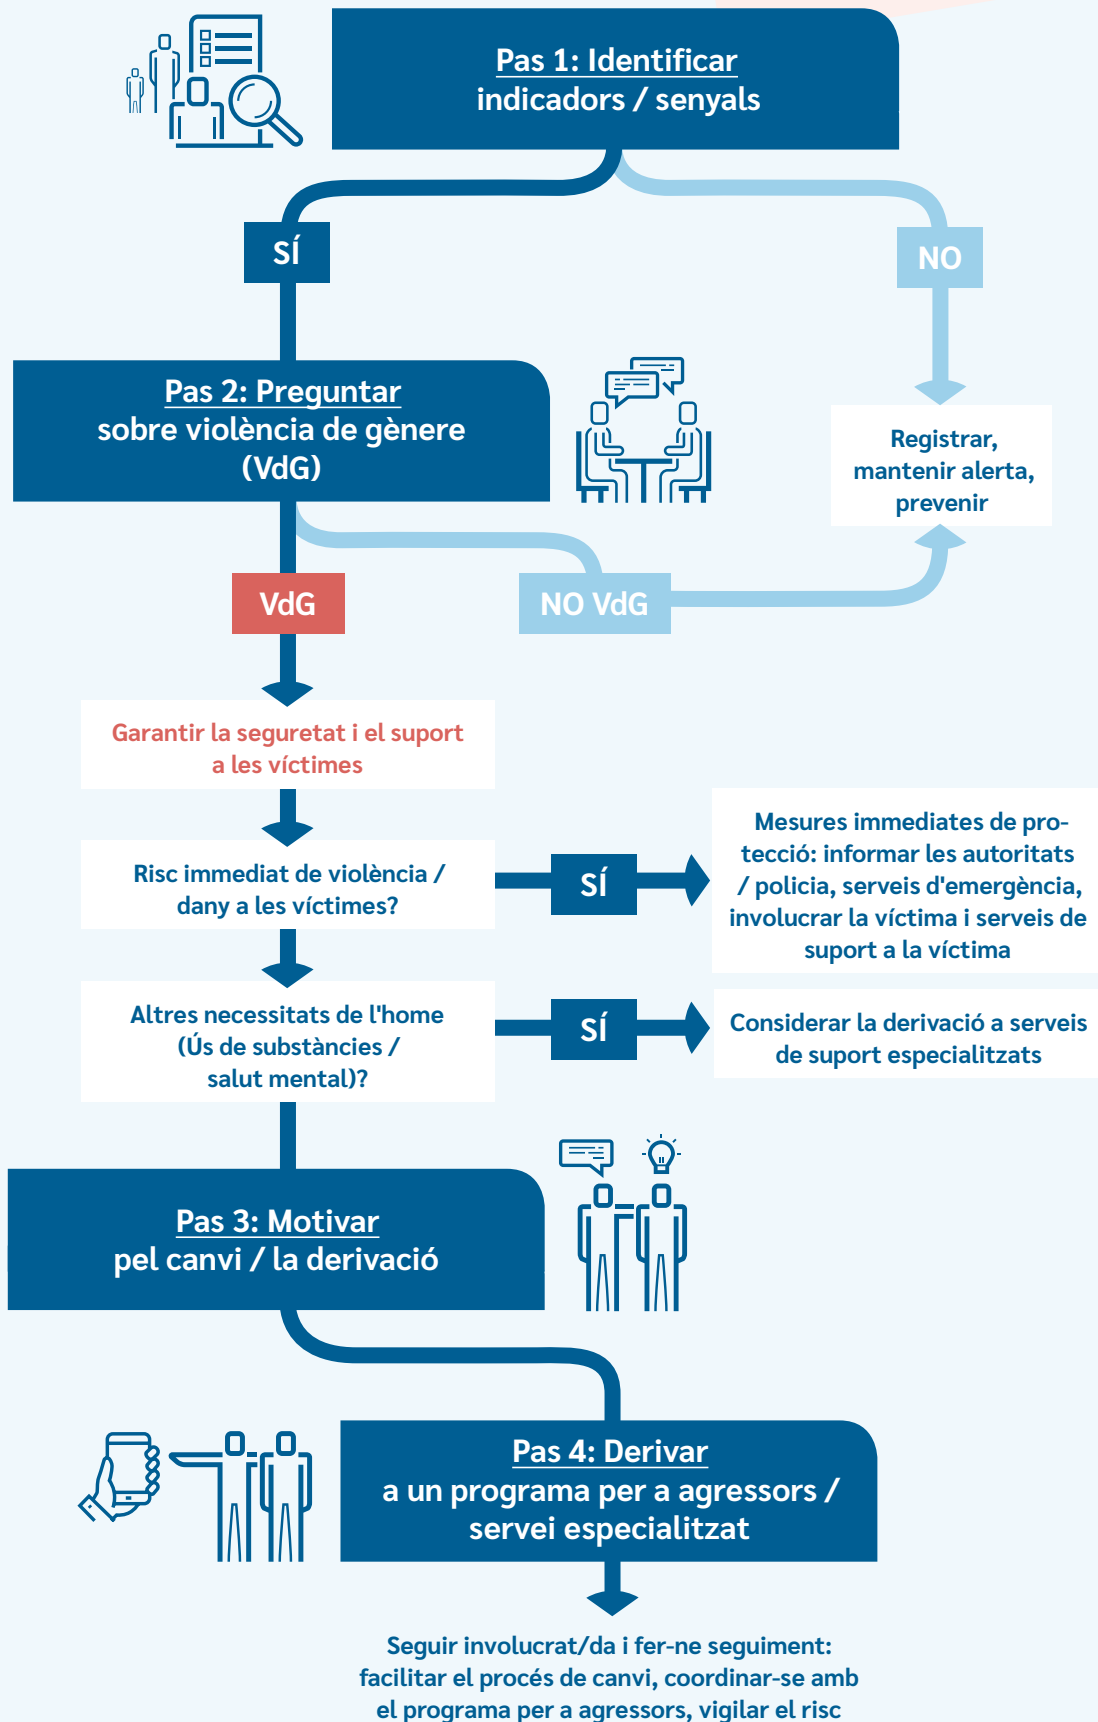 Pas 1: Identificar
indicadors / senyals
SÍ
NO
Pas 2: Preguntar
sobre violència de gènere
(VdG)
Registrar,
mantenir alerta,
prevenir
VdG
NO VdG
Garantir la seguretat i el suport
a les víctimes
Risc immediat de violència /
dany a les víctimes?
SÍ
Mesures immediates de pro-
tecció: informar les autoritats
/ policia, serveis d'emergència,
involucrar la víctima i serveis de
suport a la víctima
Altres necessitats de l'home
(Ús de substàncies /
salut mental)?
SÍ
Considerar la derivació a serveis
de suport especialitzats
Pas 3: Motivar
pel canvi / la derivació
Pas 4: Derivar
a un programa per a agressors /
servei especialitzat
Seguir involucrat/da i fer-ne seguiment:
facilitar el procés de canvi, coordinar-se amb
el programa per a agressors, vigilar el risc